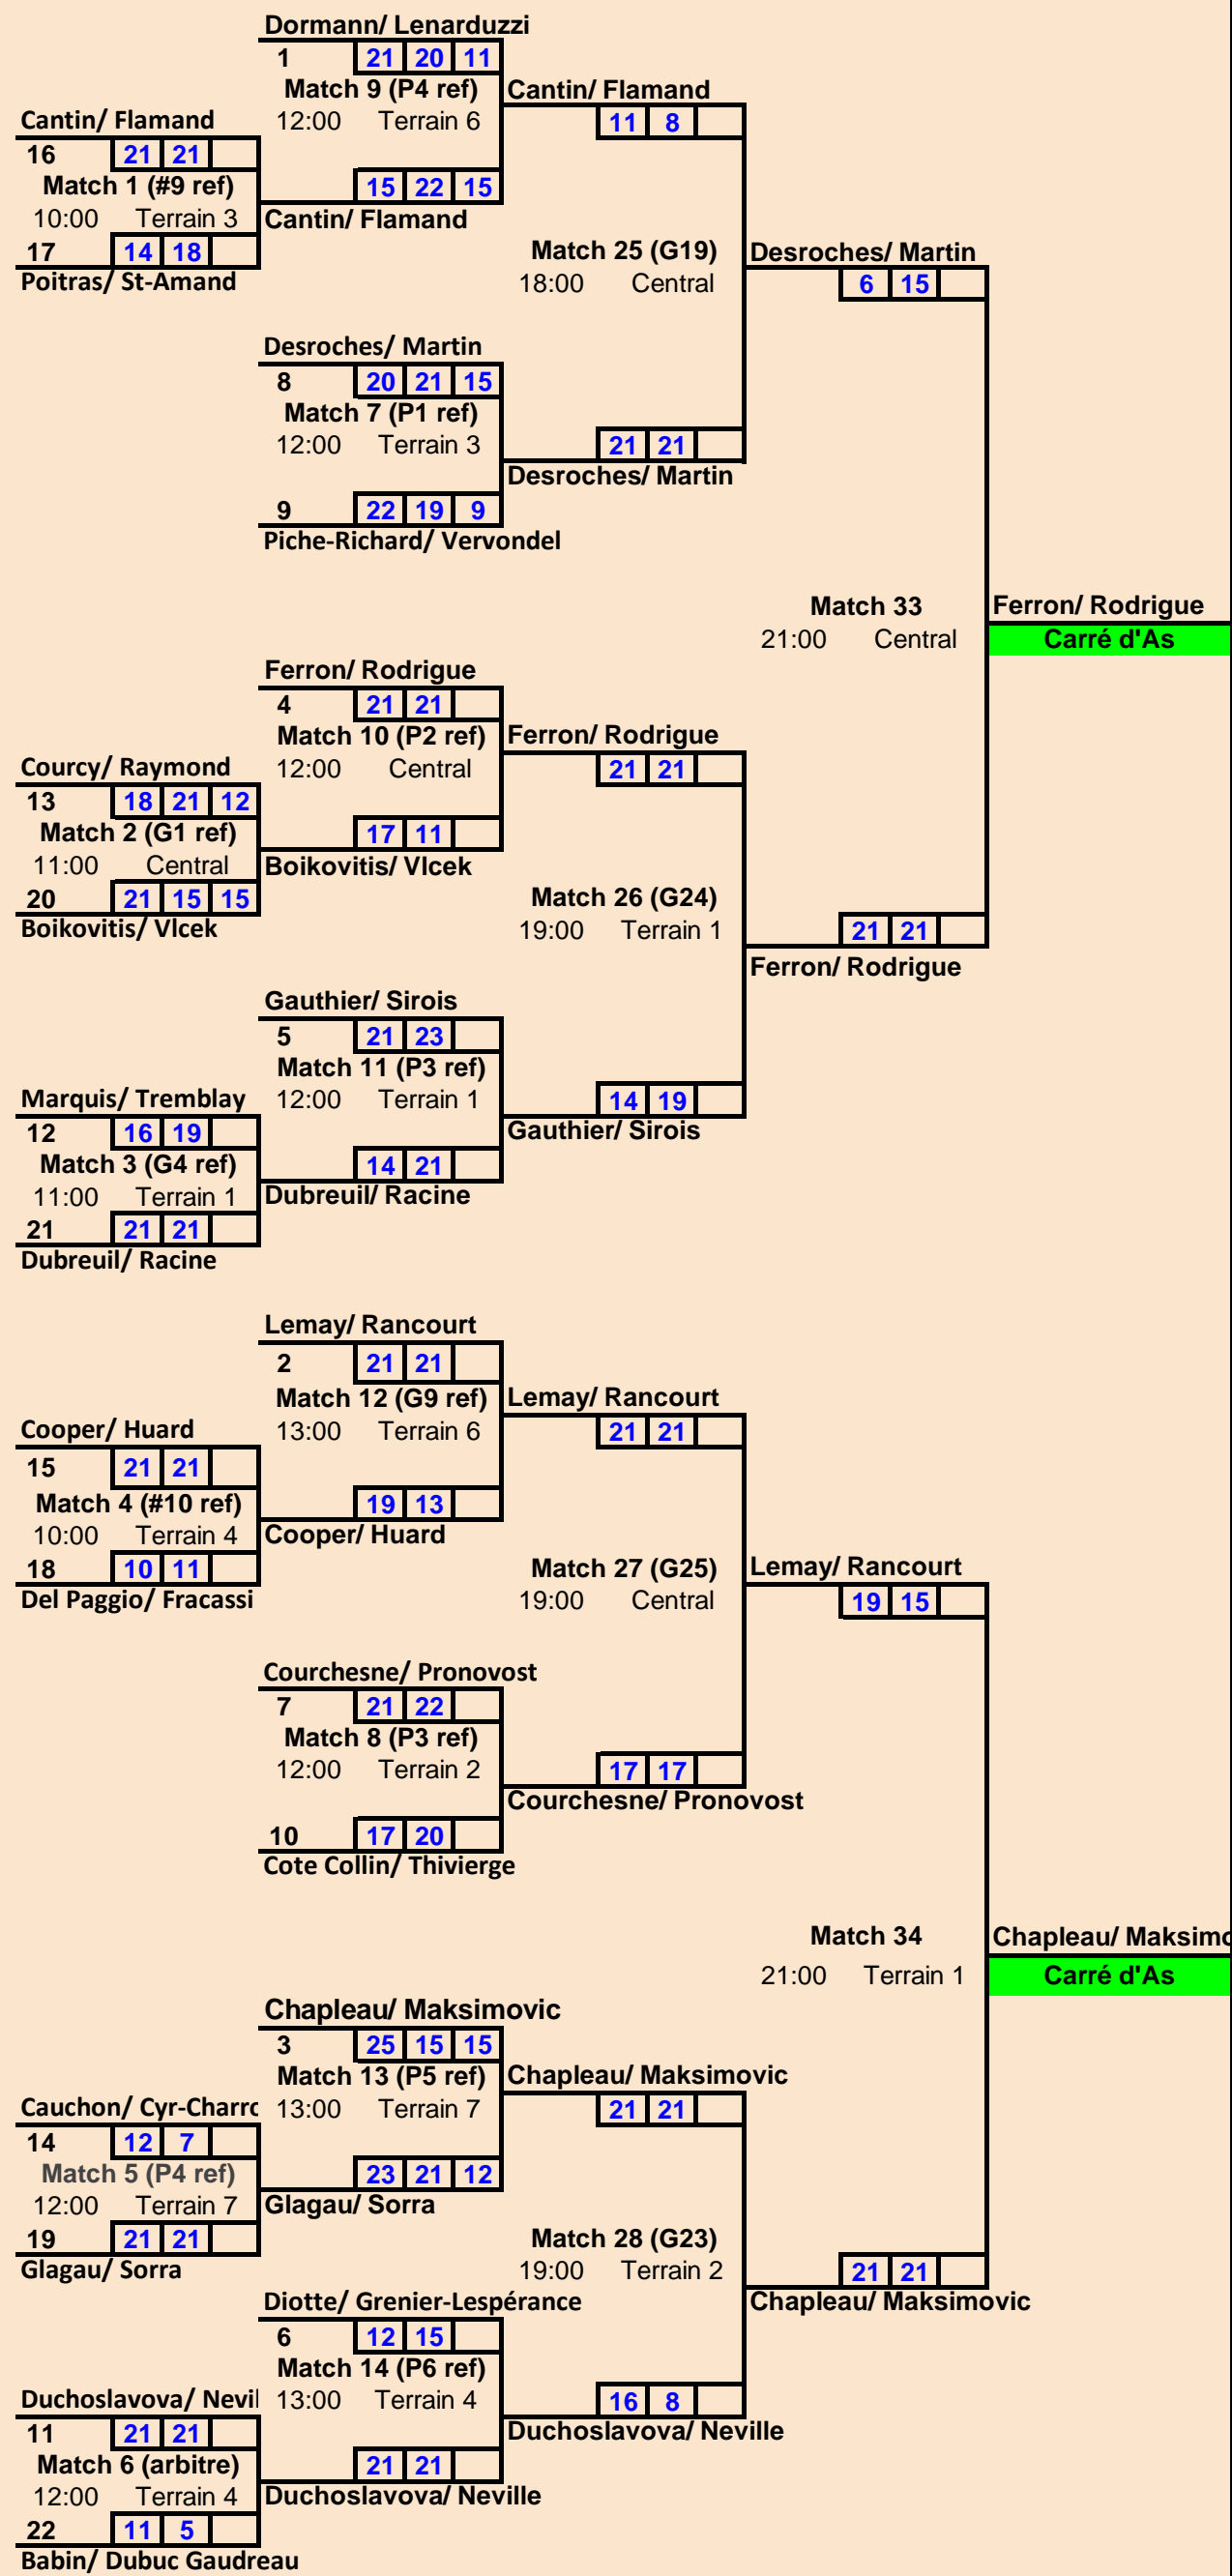 Dormann/ Lenarduzzi
1 21 20 11
Match 9 (P4 ref)
12:00 Terrain 6
15 22 15
Cantin/ Flamand
Cantin/ Flamand
16 21 21
Match 1 (#9 ref)
10:00 Terrain 3
17 14 18
Poitras/ St-Amand
Cantin/ Flamand
11 8
Match 25 (G19)
18:00 Central
Desroches/ Martin
8 20 21 15
Match 7 (P1 ref)
12:00 Terrain 3
9 22 19 9
Piche-Richard/ Vervondel
21 21
Desroches/ Martin
Desroches/ Martin
6 15
Match 33
21:00 Central
Ferron/ Rodrigue
Carré d'As
Ferron/ Rodrigue
4 21 21
Match 10 (P2 ref)
12:00 Central
17 11
Boikovitis/ Vlcek
Courcy/ Raymond
13 18 21 12
Match 2 (G1 ref)
11:00 Central
20 21 15 15
Boikovitis/ Vlcek
Ferron/ Rodrigue
21 21
Match 26 (G24)
19:00 Terrain 1
21 21
Ferron/ Rodrigue
Gauthier/ Sirois
5 21 23
Match 11 (P3 ref)
12:00 Terrain 1
14 21
Dubreuil/ Racine
Marquis/ Tremblay
12 16 19
Match 3 (G4 ref)
11:00 Terrain 1
21 21 21
Dubreuil/ Racine
14 19
Gauthier/ Sirois
Lemay/ Rancourt
2 21 21
Match 12 (G9 ref)
13:00 Terrain 6
19 13
Cooper/ Huard
Cooper/ Huard
15 21 21
Match 4 (#10 ref)
10:00 Terrain 4
18 10 11
Del Paggio/ Fracassi
Lemay/ Rancourt
21 21
Match 27 (G25)
19:00 Central
Lemay/ Rancourt
19 15
Courchesne/ Pronovost
7 21 22
Match 8 (P3 ref)
12:00 Terrain 2
10 17 20
Cote Collin/ Thivierge
17 17
Courchesne/ Pronovost
Match 34
21:00 Terrain 1
Chapleau/ Maksimo
Carré d'As
Chapleau/ Maksimovic
3 25 15 15
Match 13 (P5 ref)
13:00 Terrain 7
23 21 12
Glagau/ Sorra
Cauchon/ Cyr-Charro
14 12 7
Match 5 (P4 ref)
12:00 Terrain 7
19 21 21
Glagau/ Sorra
Chapleau/ Maksimovic
21 21
Match 28 (G23)
19:00 Terrain 2
21 21
Chapleau/ Maksimovic
Diotte/ Grenier-Lespérance
6 12 15
Match 14 (P6 ref)
13:00 Terrain 4
21 21
Duchoslavova/ Neville
Duchoslavova/ Nevil
11 21 21
Match 6 (arbitre)
12:00 Terrain 4
22 11 5
Babin/ Dubuc Gaudreau
16 8
Duchoslavova/ Neville